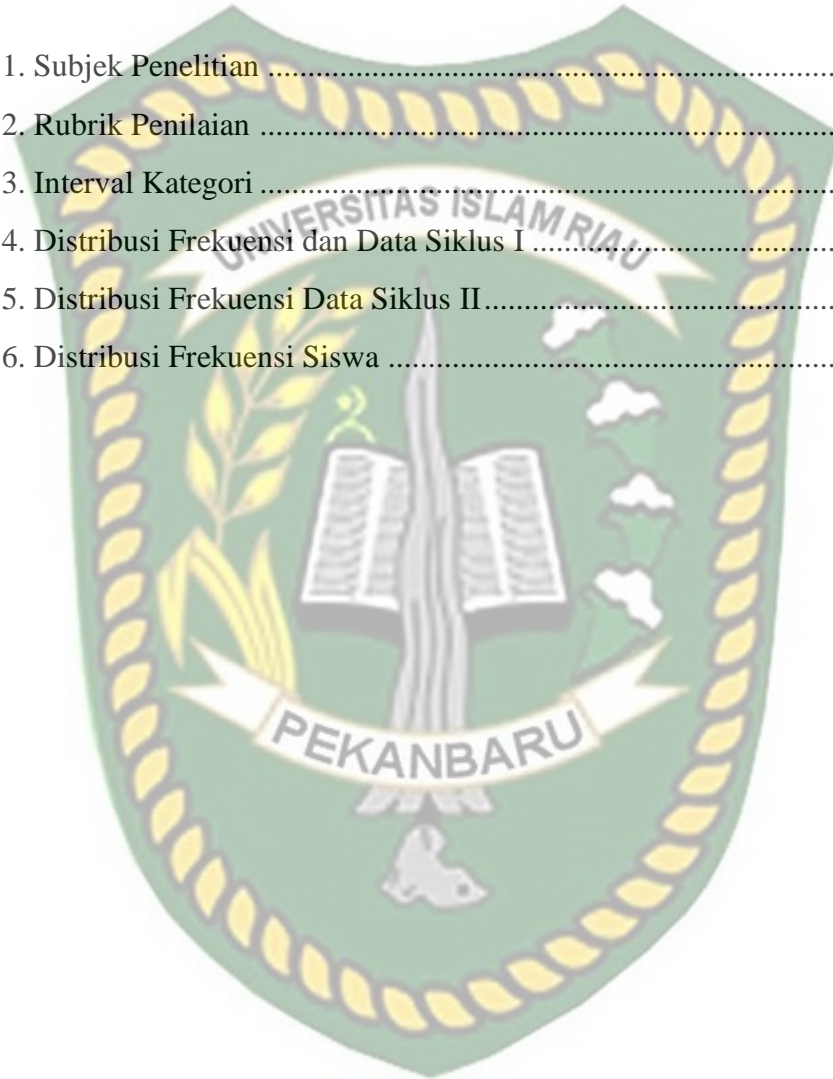 1. Subjek Penelitian ................................................................
2. Rubrik Penilaian ................................................................
3. Interval Kategori ................................................................
UNIVERSITAS ISLAM RIAU
4. Distribusi Frekuensi dan Data Siklus I ................................
5. Distribusi Frekuensi Data Siklus II ................................
6. Distribusi Frekuensi Siswa ................................................
PEKANBARU